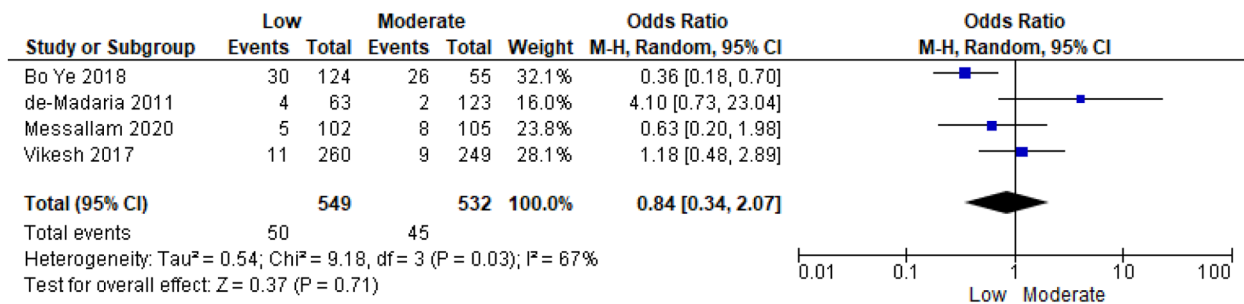 Low Moderate Odds Ratio Odds Ratio
Study or Subgroup Events Total Events Total Weight M-H, Random, 95% CI M-H, Random, 95% CI
Bo Ye 2018 30 124 26 55 32.1% 0.36 [0.18, 0.70]
de-Madaria 2011 4 63 2 123 16.0% 4.10 [0.73, 23.04]
Messallam 2020 5 102 8 105 23.8% 0.63 [0.20, 1.98]
Vikesh 2017 11 260 9 249 28.1% 1.18 [0.48, 2.89]
Total (95% CI) 549 532 100.0% 0.84 [0.34, 2.07]
Total events 50 45
Heterogeneity: Tau² = 0.54; Chi² = 9.18, df = 3 (P = 0.03); I² = 67%
Test for overall effect: Z = 0.37 (P = 0.71)
0.01 0.1 1 10 100
Low Moderate